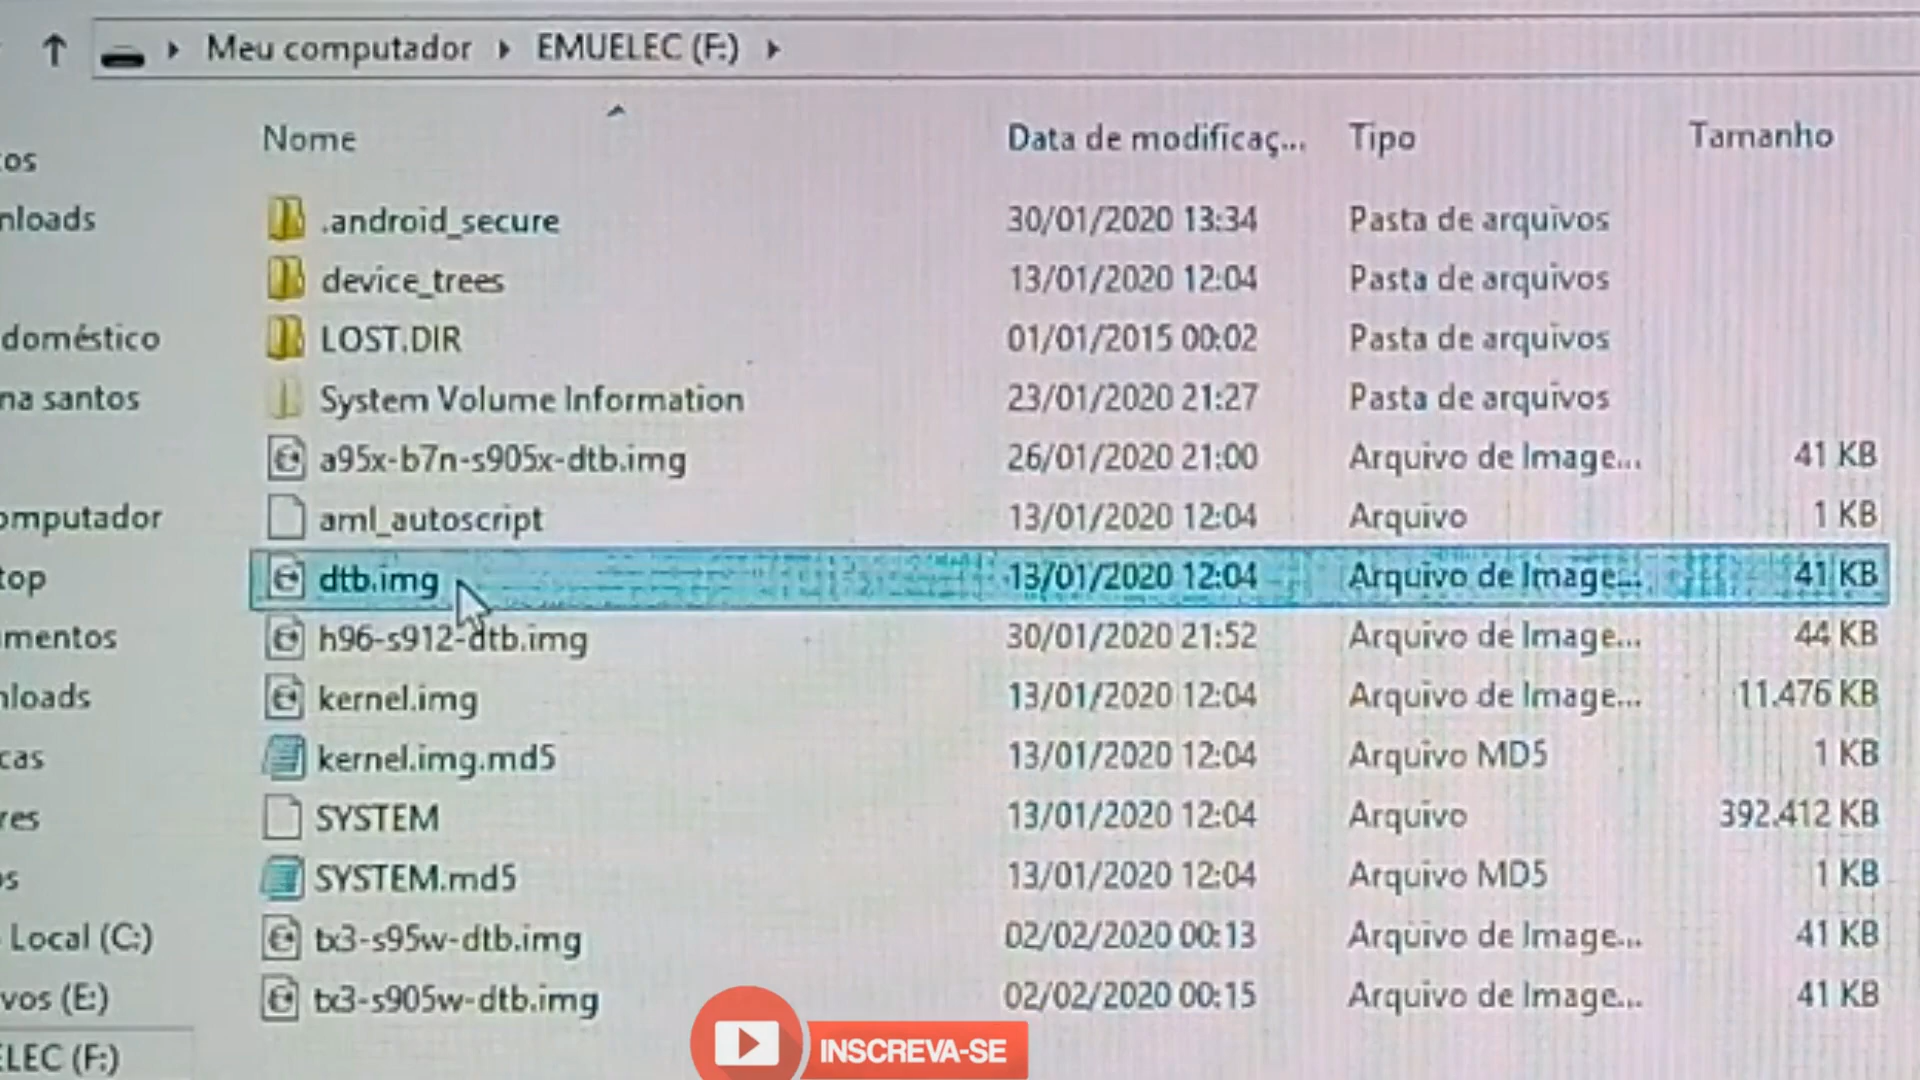 Meu computador EMUELEC (F:)
Nome Data de modificaç... Tipo Tamanho
os
nloads .android_secure 30/01/2020 13:34 Pasta de arquivos
device_trees 13/01/2020 12:04 Pasta de arquivos
doméstico LOST.DIR 01/01/2015 00:02 Pasta de arquivos
na santos System Volume Information 23/01/2020 21:27 Pasta de arquivos
a95x-b7n-s905x-dtb.img 26/01/2020 21:00 Arquivo de Image... 41 KB
omputador aml_autoscript 13/01/2020 12:04 Arquivo 1 KB
top dtb.img 13/01/2020 12:04 Arquivo de Image... 41 KB
mentos h96-s912-dtb.img 30/01/2020 21:52 Arquivo de Image... 44 KB
nloads kernel.img 13/01/2020 12:04 Arquivo de Image... 11.476 KB
cas kernel.img.md5 13/01/2020 12:04 Arquivo MD5 1 KB
res SYSTEM 13/01/2020 12:04 Arquivo 392.412 KB
os SYSTEM.md5 13/01/2020 12:04 Arquivo MD5 1 KB
Local (C:) tx3-s95w-dtb.img 02/02/2020 00:13 Arquivo de Image... 41 KB
vos (E:) tx3-s905w-dtb.img 02/02/2020 00:15 Arquivo de Image... 41 KB
ELEC (F:)
INSCREVA-SE